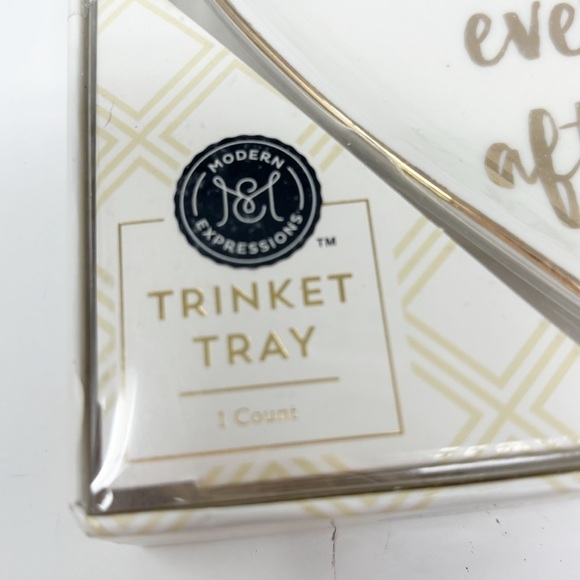 eve
aft
MODERN
M
EXPRESSIONS
TM
TRINKET
TRAY
1 Count